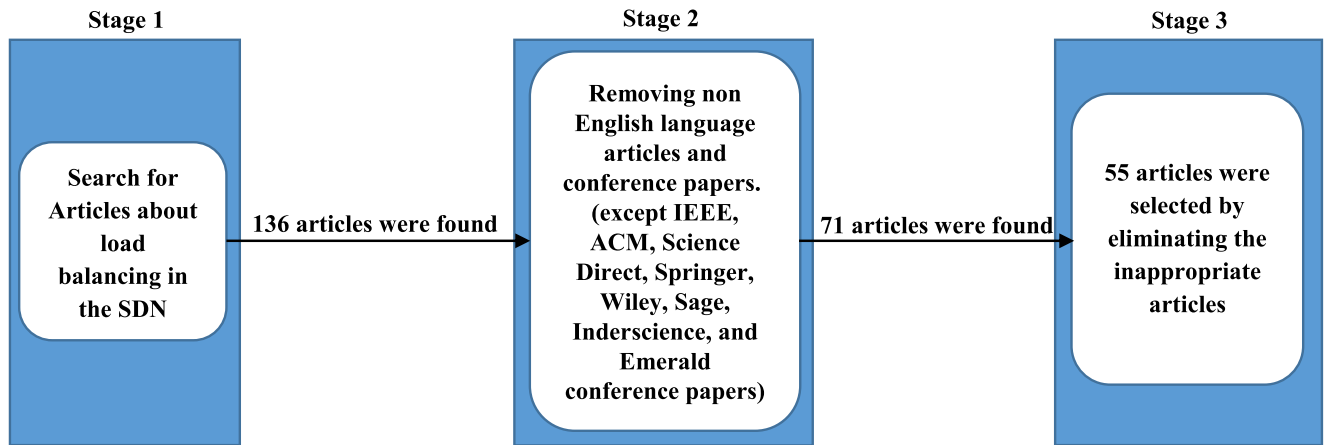 Stage 1
Search for
Articles about
load
balancing in
the SDN
136 articles were found
Stage 2
Removing non
English language
articles and
conference papers.
(except IEEE,
ACM, Science
Direct, Springer,
Wiley, Sage,
Inderscience, and
Emerald
conference papers)
71 articles were found
Stage 3
55 articles were
selected by
eliminating the
inappropriate
articles